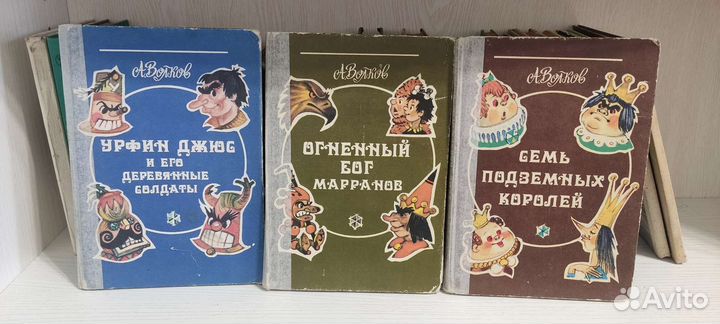 А.Волков
УРФИН ДЖЮС
И ЕГО
ДЕРЕВЯННЫЕ
СОЛДАТЫ
А.Волков
ОГНЕННЫЙ
БОГ
МАРРАНОВ
А.Волков
СЕМЬ
ПОДЗЕМНЫХ
КОРОЛЕЙ
Avito